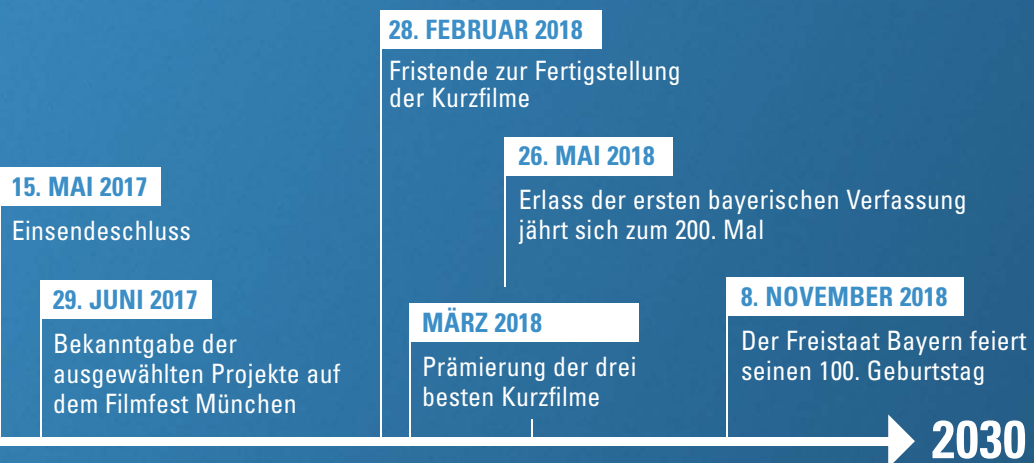 15. MAI 2017
Einsendeschluss
29. JUNI 2017
Bekanntgabe der
ausgewählten Projekte auf
dem Filmfest München
28. FEBRUAR 2018
Fristende zur Fertigstellung
der Kurzfilme
MÄRZ 2018
Prämierung der drei
besten Kurzfilme
26. MAI 2018
Erlass der ersten bayerischen Verfassung
jährt sich zum 200. Mal
8. NOVEMBER 2018
Der Freistaat Bayern feiert
seinen 100. Geburtstag
2030